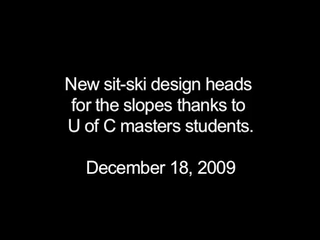 New sit-ski design heads
for the slopes thanks to
U of C masters students.
December 18, 2009